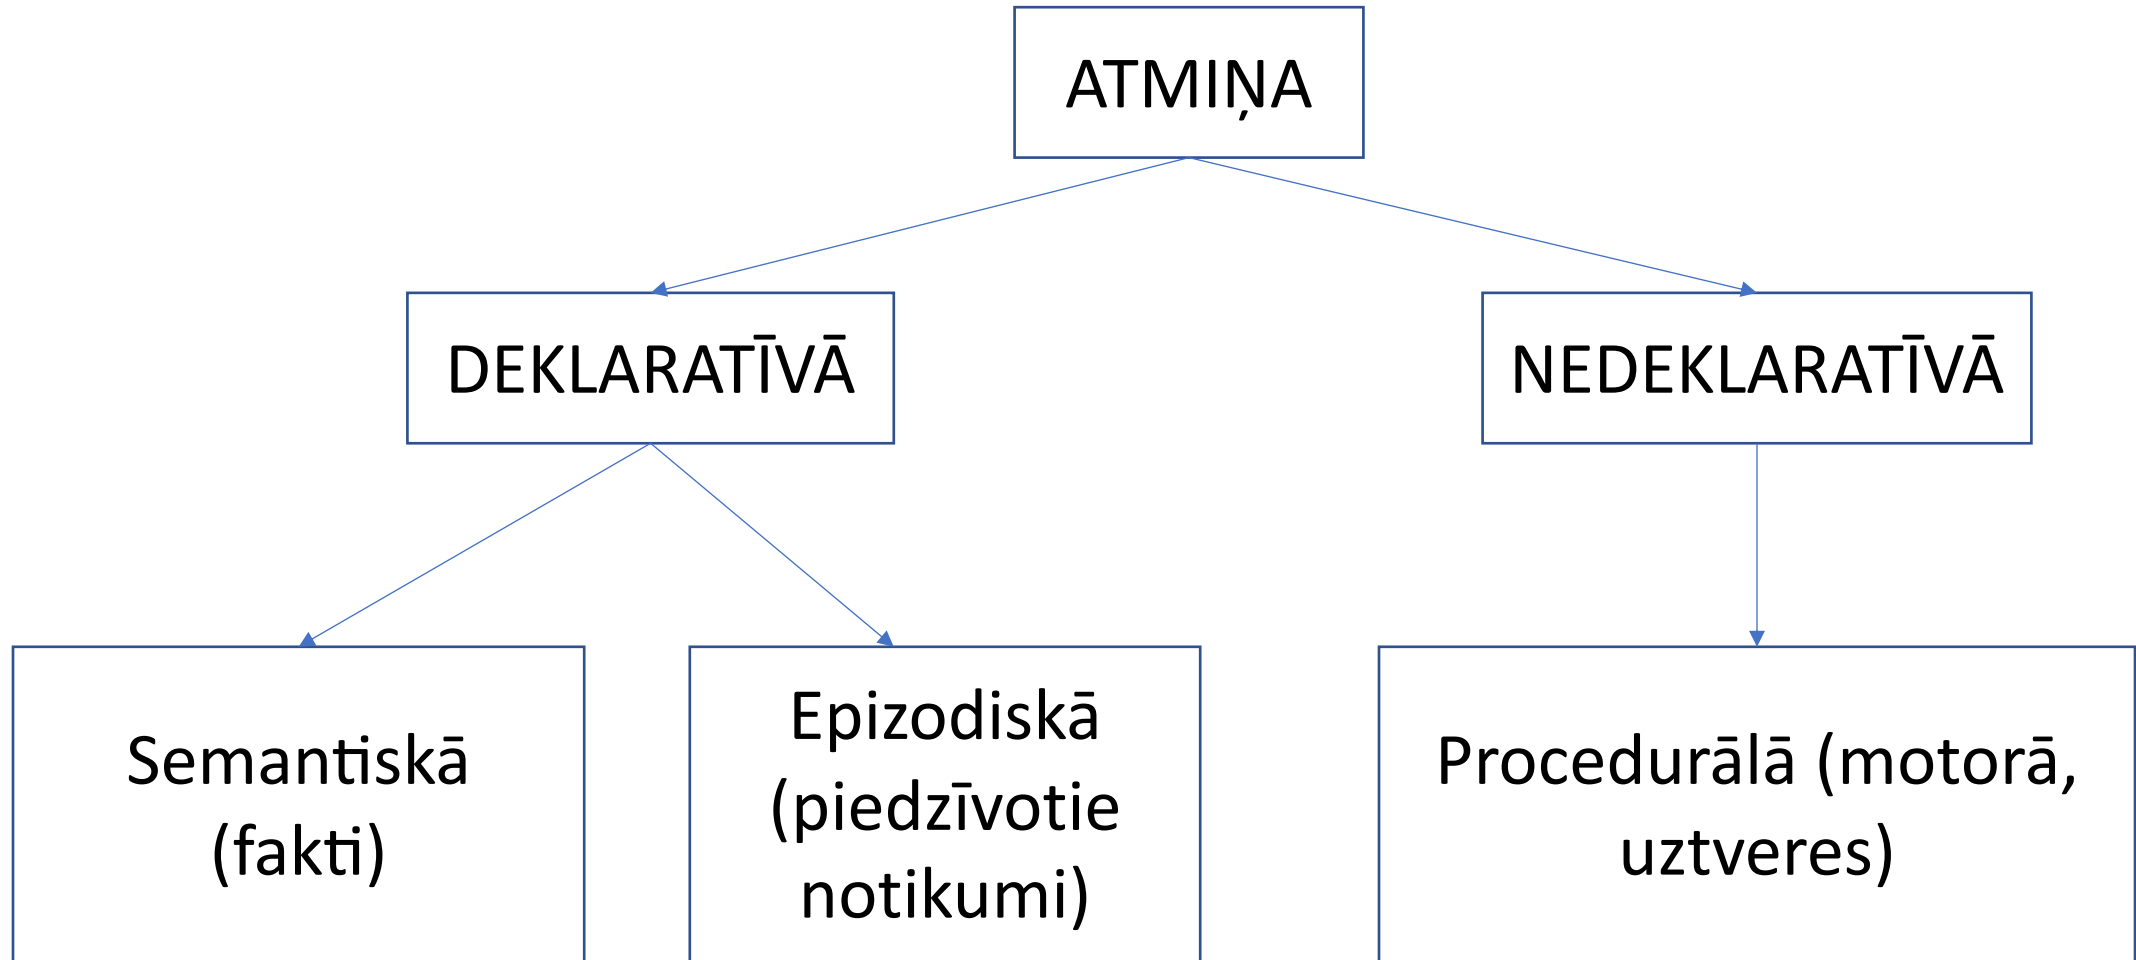 ATMIŅA
DEKLARATĪVĀ
NEDEKLARATĪVĀ
Semantiskā
(fakti)
Epizodiskā
(piedzīvotie
notikumi)
Procedurālā (motorā,
uztveres)